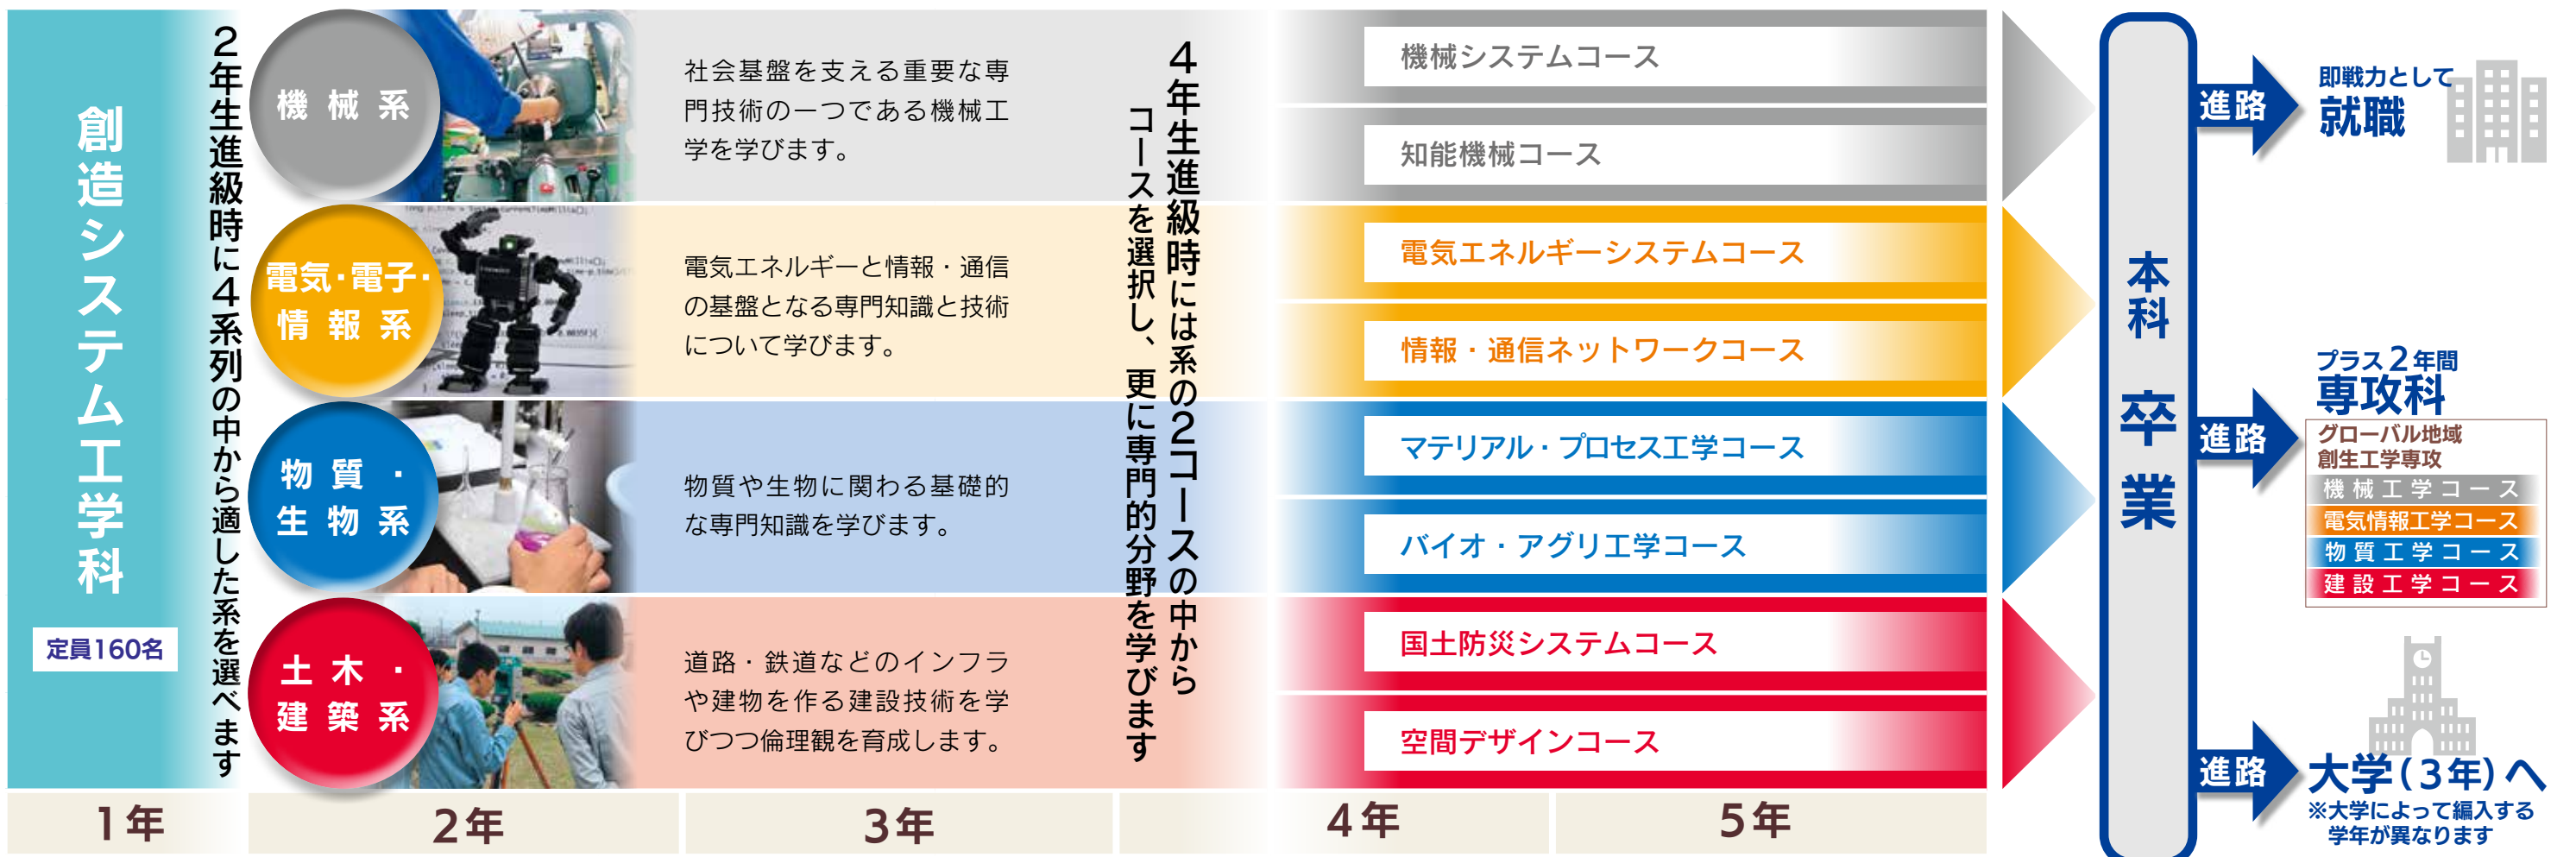 創造システム工学科
定員160名
2年生進級時に4系列の中から適した系を選べます
機械系
社会基盤を支える重要な専
門技術の一つである機械工
学を学びます。
電気・電子・
情報系
電気エネルギーと情報・通信
の基盤となる専門知識と技術
について学びます。
物質・
生物系
物質や生物に関わる基礎的
な専門知識を学びます。
土木・
建築系
道路・鉄道などのインフラ
や建物を作る建設技術を学
びつつ倫理観を育成します。
4年生進級時には系の2コースの中から
コースを選択し、更に専門的分野を学びます
機械システムコース
知能機械コース
電気エネルギーシステムコース
情報・通信ネットワークコース
マテリアル・プロセス工学コース
バイオ・アグリ工学コース
国土防災システムコース
空間デザインコース
1年
2年
3年
4年
5年
本科 卒業
進路
即戦力として
就職
進路
プラス2年間
専攻科
グローバル地域
創生工学専攻
機械工学コース
電気情報工学コース
物質工学コース
建設工学コース
進路
大学(3年)へ
※大学によって編入する
学年が異なります